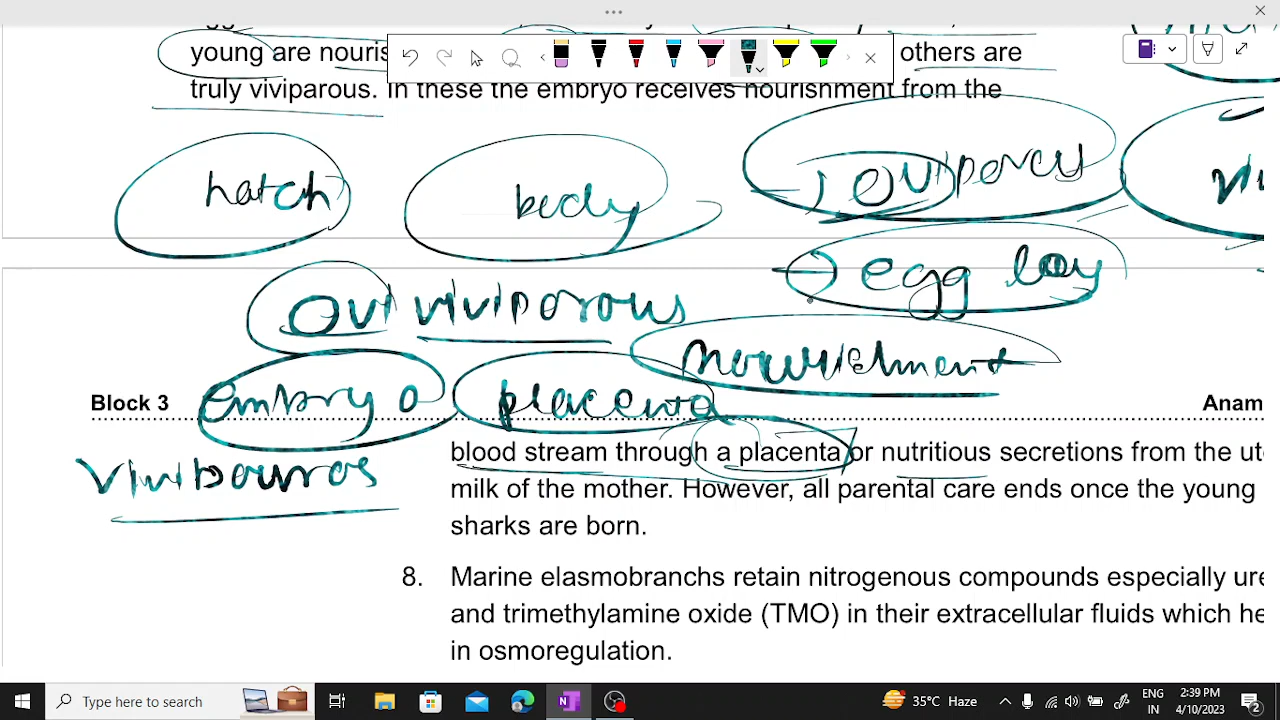 young are nouris
others are
truly viviparous. In these the embryo receives nourishment from the
hatch
body
egg lay
Ovi viviporous
nourishment
embryo
placenta
Block 3
Anam
blood stream through a placenta or nutritious secretions from the ut
milk of the mother. However, all parental care ends once the young
sharks are born.
8. Marine elasmobranchs retain nitrogenous compounds especially ure
and trimethylamine oxide (TMO) in their extracellular fluids which he
in osmoregulation.
Type here to search
35°C Haze
ENG
IN
2:39 PM
4/10/2023
2